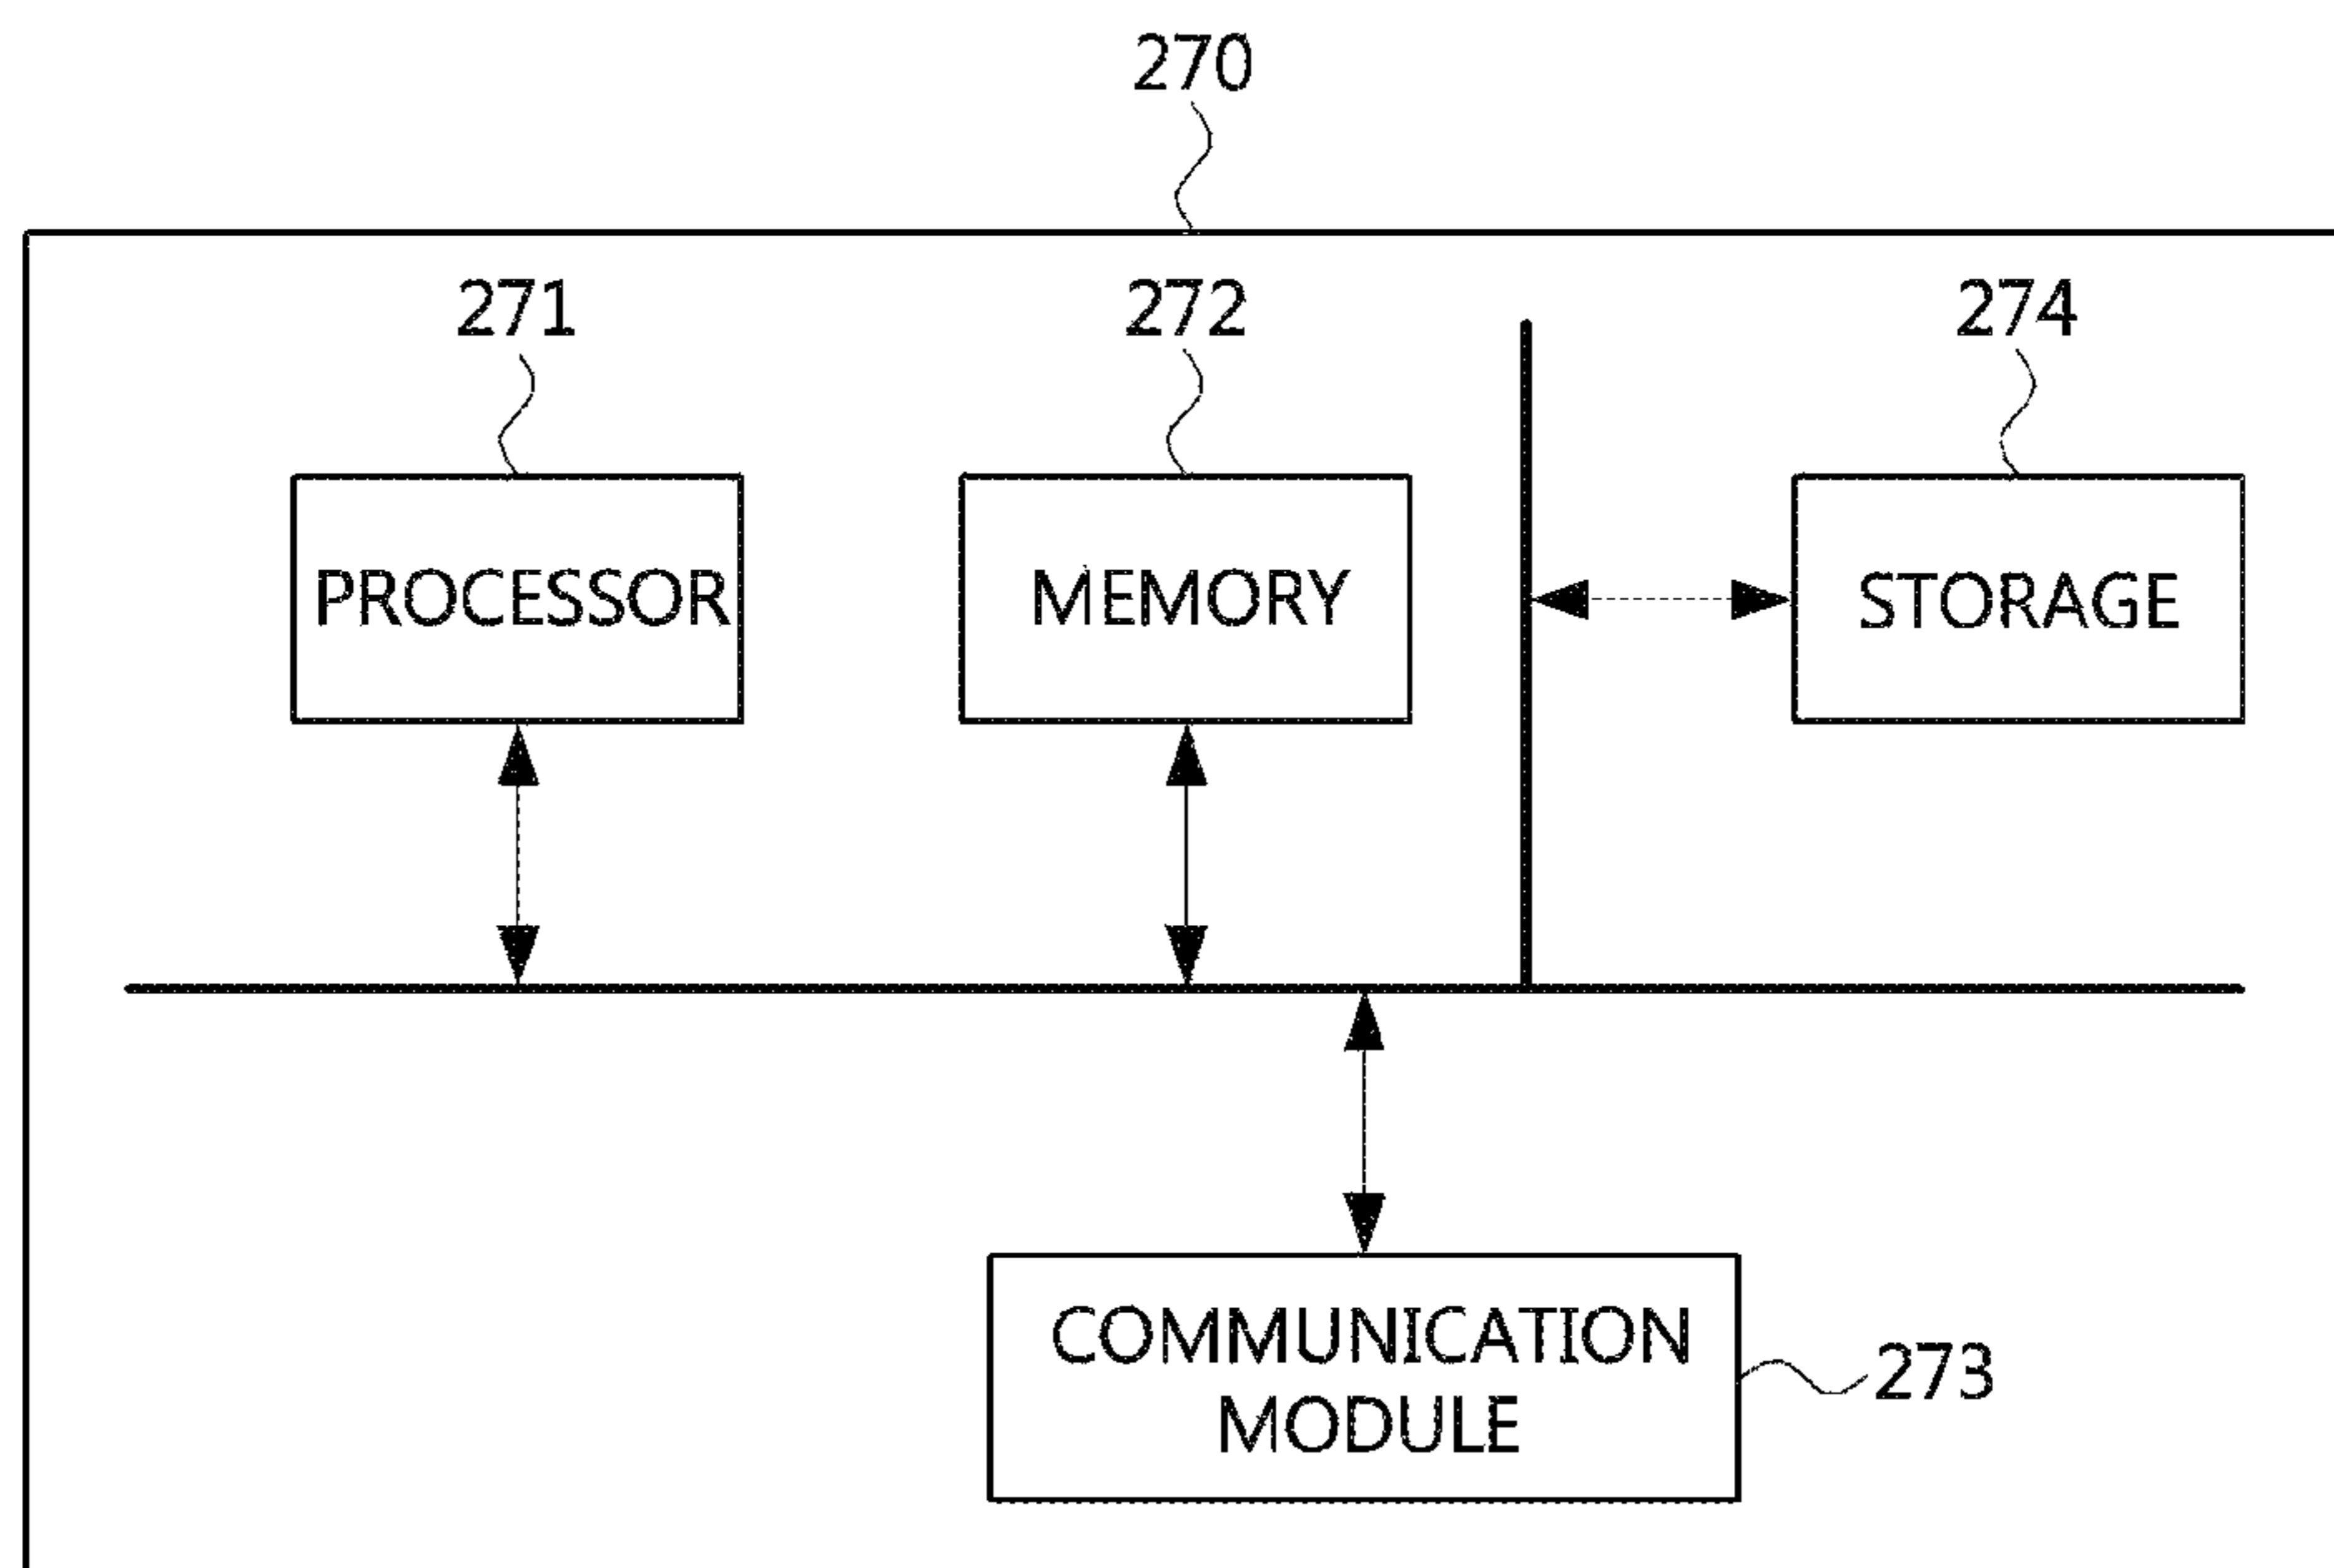 270
271
272
274
PROCESSOR
MEMORY
STORAGE
COMMUNICATION
MODULE
273